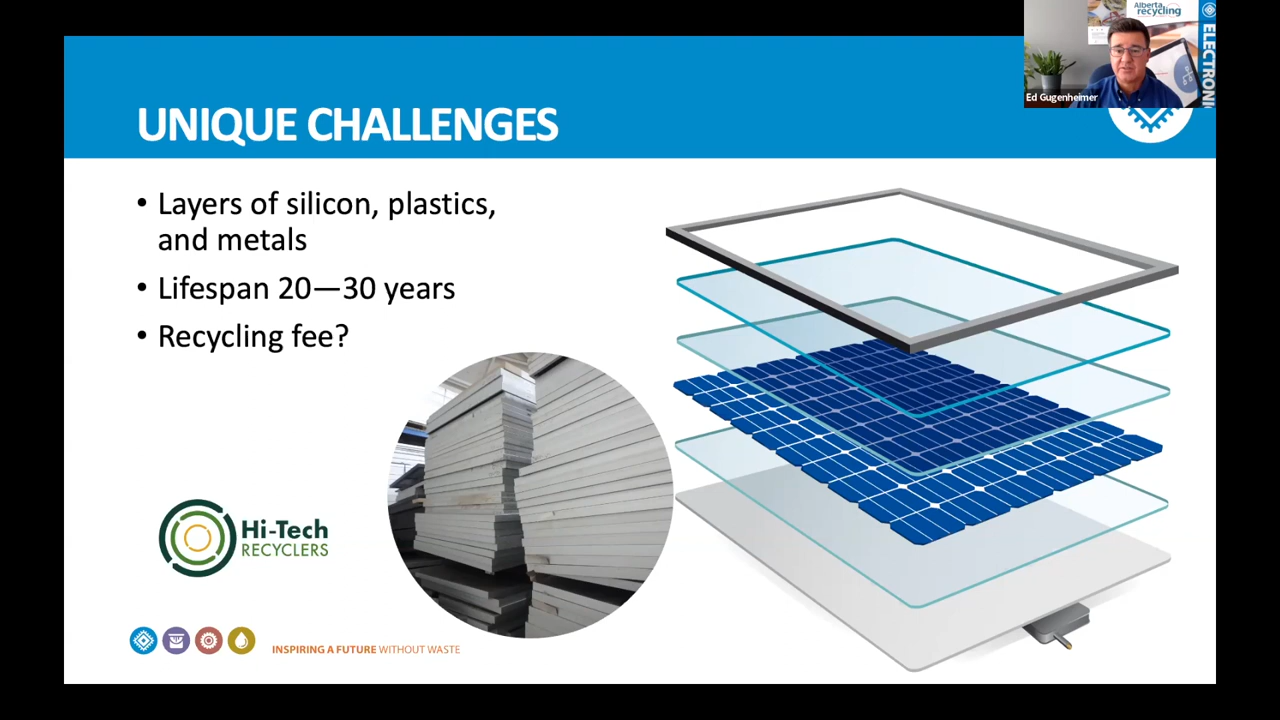 Alberta
recycling
ELECTRONI
Ed Gugenheimer
UNIQUE CHALLENGES
• Layers of silicon, plastics,
and metals
• Lifespan 20—30 years
• Recycling fee?
Hi-Tech
RECYCLERS
INSPIRING A FUTURE WITHOUT WASTE